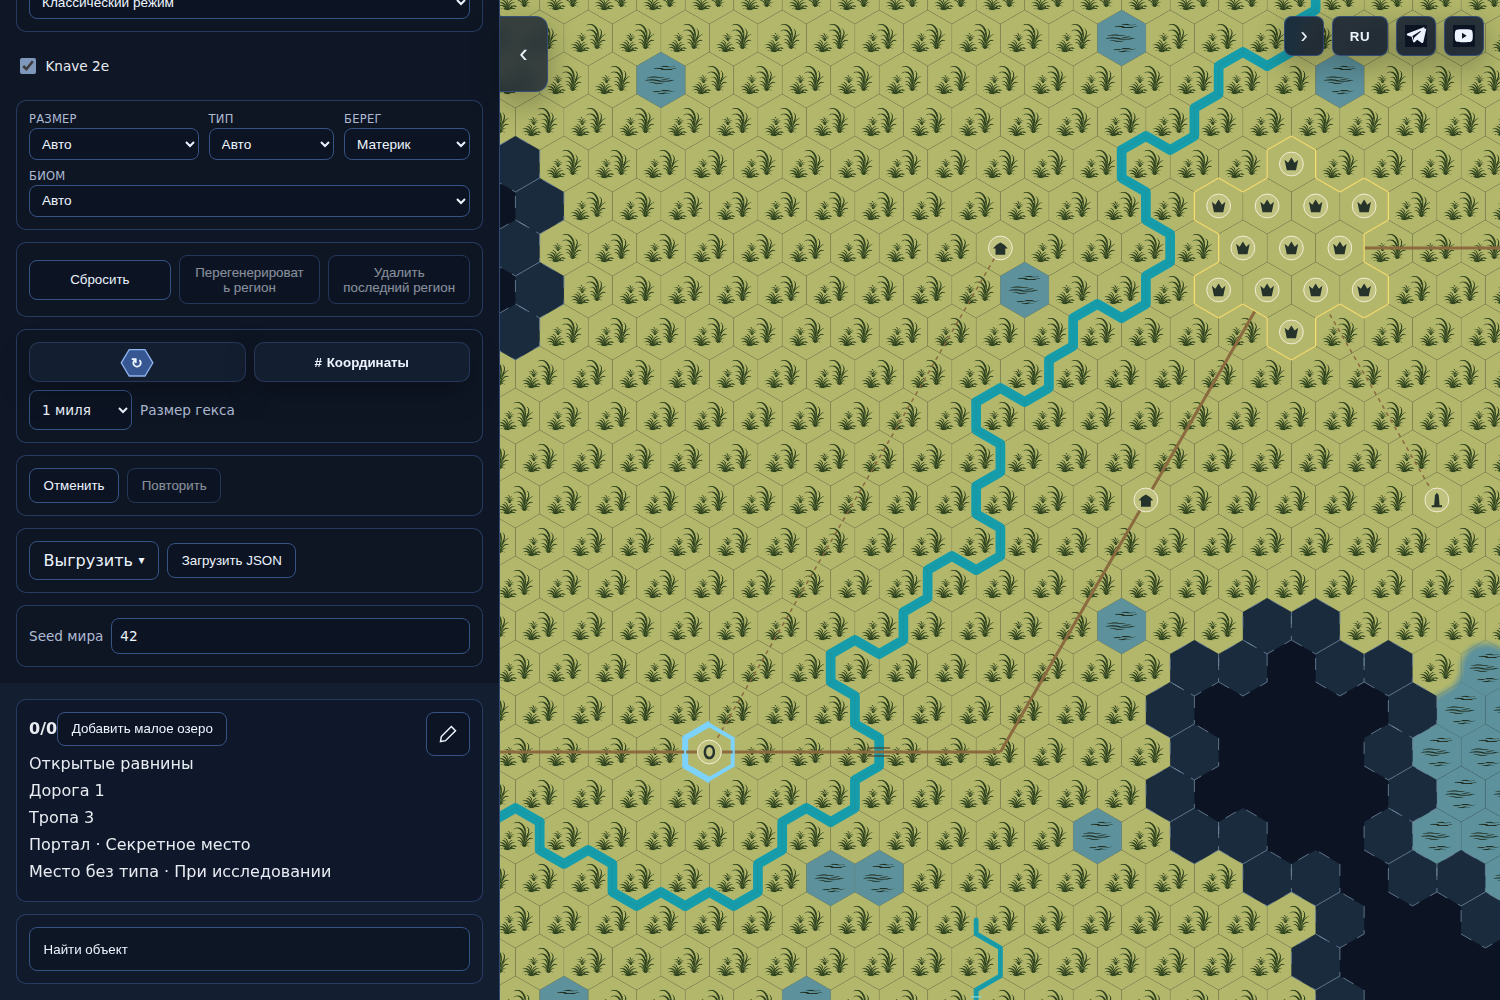 Классический режим
Knave 2e
РАЗМЕР ТИП БЕРЕГ
Авто Авто Материк
БИОМ
Авто
Сбросить
Перегенерироват
ь регион
Удалить
последний регион
↻ # Координаты
1 миля Размер гекса
Отменить Повторить
Выгрузить ▾ Загрузить JSON
Seed мира 42
0/0 Добавить малое озеро
Открытые равнины
Дорога 1
Тропа 3
Портал · Секретное место
Место без типа · При исследовании
Найти объект
‹
› RU